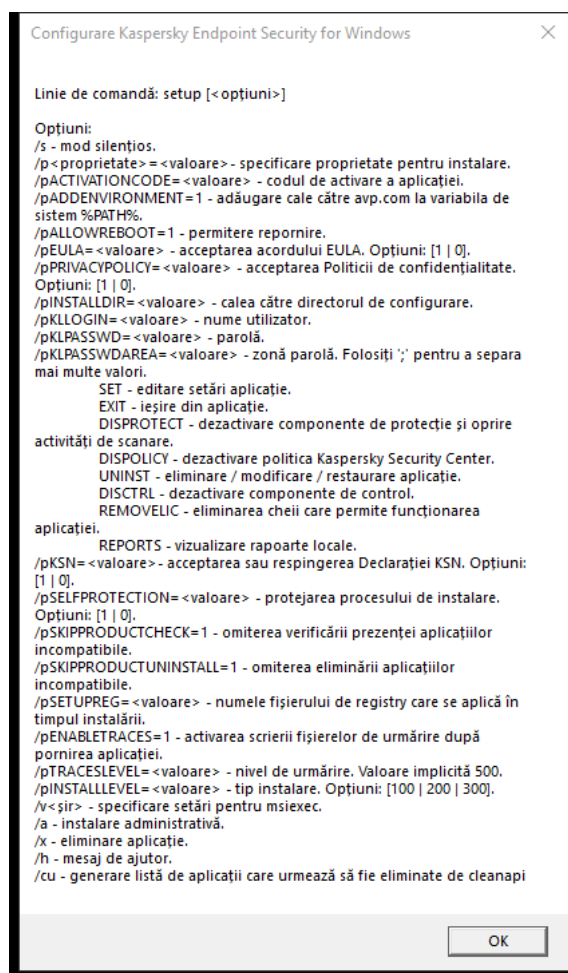 Configurare Kaspersky Endpoint Security for Windows
Linie de comandă: setup [<opțiuni>]
Opțiuni:
/s - mod silențios.
/p<proprietate>=<valoare>- specificare proprietate pentru instalare.
/pACTIVATIONCODE=<valoare> - codul de activare a aplicației.
/pADDENVIRONMENT=1 - adăugare cale către avp.com la variabila de
sistem %PATH%.
/pALLOWREBOOT=1 - permitere repornire.
/pEULA=<valoare> - acceptarea acordului EULA. Opțiuni: [1 | 0].
/pPRIVACYPOLICY=<valoare> - acceptarea Politicii de confidențialitate.
Opțiuni: [1 | 0].
/pINSTALLDIR=<valoare> - calea către directorul de configurare.
/pKLLOGIN=<valoare> - nume utilizator.
/pKLPASSWD=<valoare> - parolă.
/pKLPASSWDAREA=<valoare> - zonă parolă. Folosiți ';' pentru a separa
mai multe valori.
SET - editare setări aplicație.
EXIT - ieșire din aplicație.
DISPROTECT - dezactivare componente de protecție și oprire
activități de scanare.
DISPOLICY - dezactivare politica Kaspersky Security Center.
UNINST - eliminare / modificare / restaurare aplicație.
DISCTRL - dezactivare componente de control.
REMOVELIC - eliminarea cheii care permite funcționarea
aplicației.
REPORTS - vizualizare rapoarte locale.
/pKSN=<valoare>- acceptarea sau respingerea Declarației KSN. Opțiuni:
[1 | 0].
/pSELFPROTECTION=<valoare> - protejarea procesului de instalare.
Opțiuni: [1 | 0].
/pSKIPPRODUCTCHECK=1 - omiterea verificării prezenței aplicațiilor
incompatibile.
/pSKIPPRODUCTUNINSTALL=1 - omiterea eliminării aplicațiilor
incompatibile.
/pSETUPREG=<valoare> - numele fișierului de registry care se aplică în
timpul instalării.
/pENABLETRACES=1 - activarea scrierii fișierelor de urmărire după
pornirea aplicației.
/pTRACESLEVEL=<valoare> - nivel de urmărire. Valoare implicită 500.
/pINSTALLLEVEL=<valoare> - tip instalare. Opțiuni: [100 | 200 | 300].
/v<șir> - specificare setări pentru msiexec.
/a - instalare administrativă.
/x - eliminare aplicație.
/h - mesaj de ajutor.
/cu - generare listă de aplicații care urmează să fie eliminate de cleanapi
OK